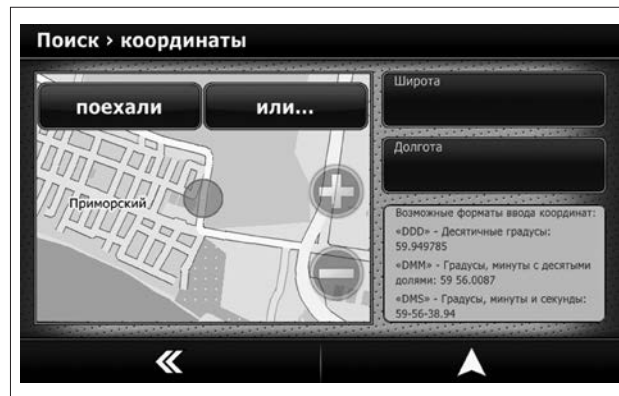 Поиск › координаты
поехали
или...
Приморский
Широта
Долгота
Возможные форматы ввода координат:
«DDD» - Десятичные градусы:
59.949785
«DMM» - Градусы, минуты с десятыми
долями: 59 56.0087
«DMS» - Градусы, минуты и секунды:
59-56-38.94